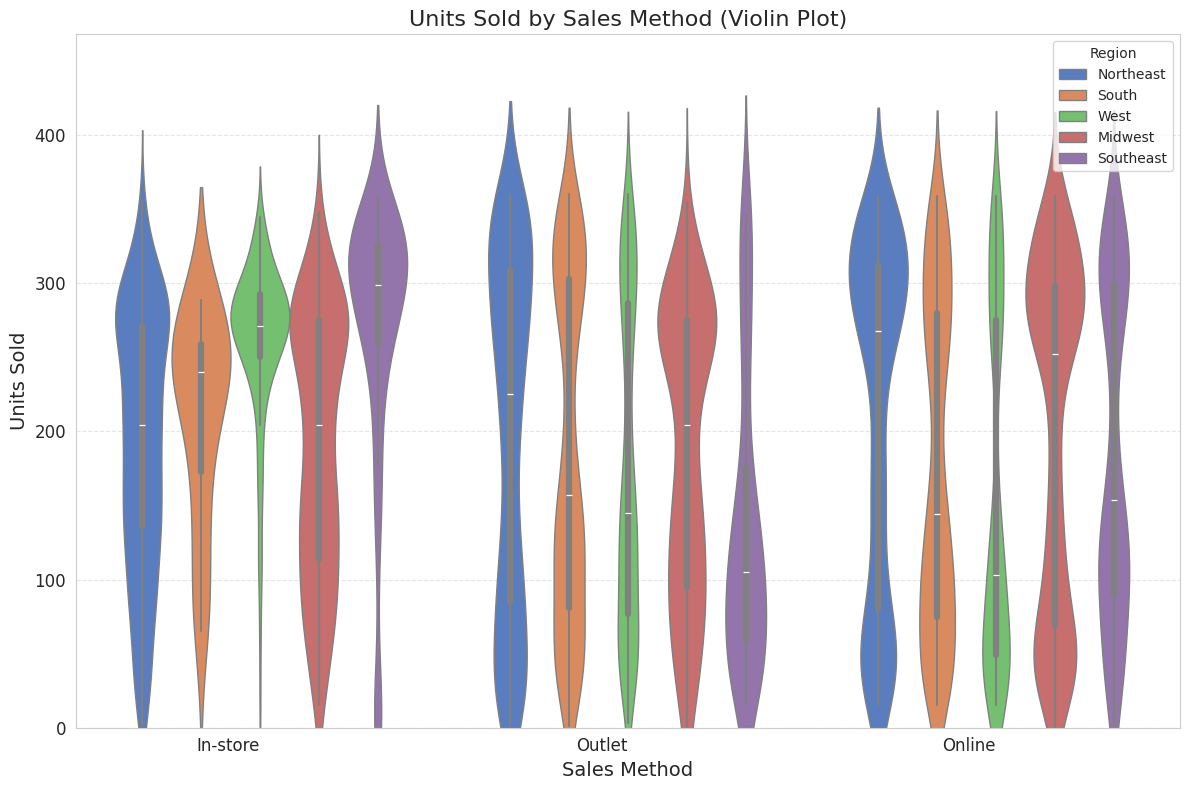 Units Sold by Sales Method (Violin Plot)
Region
Northeast
South
West
Midwest
Southeast
400
300
200
100
0
Units Sold
In-store
Outlet
Online
Sales Method